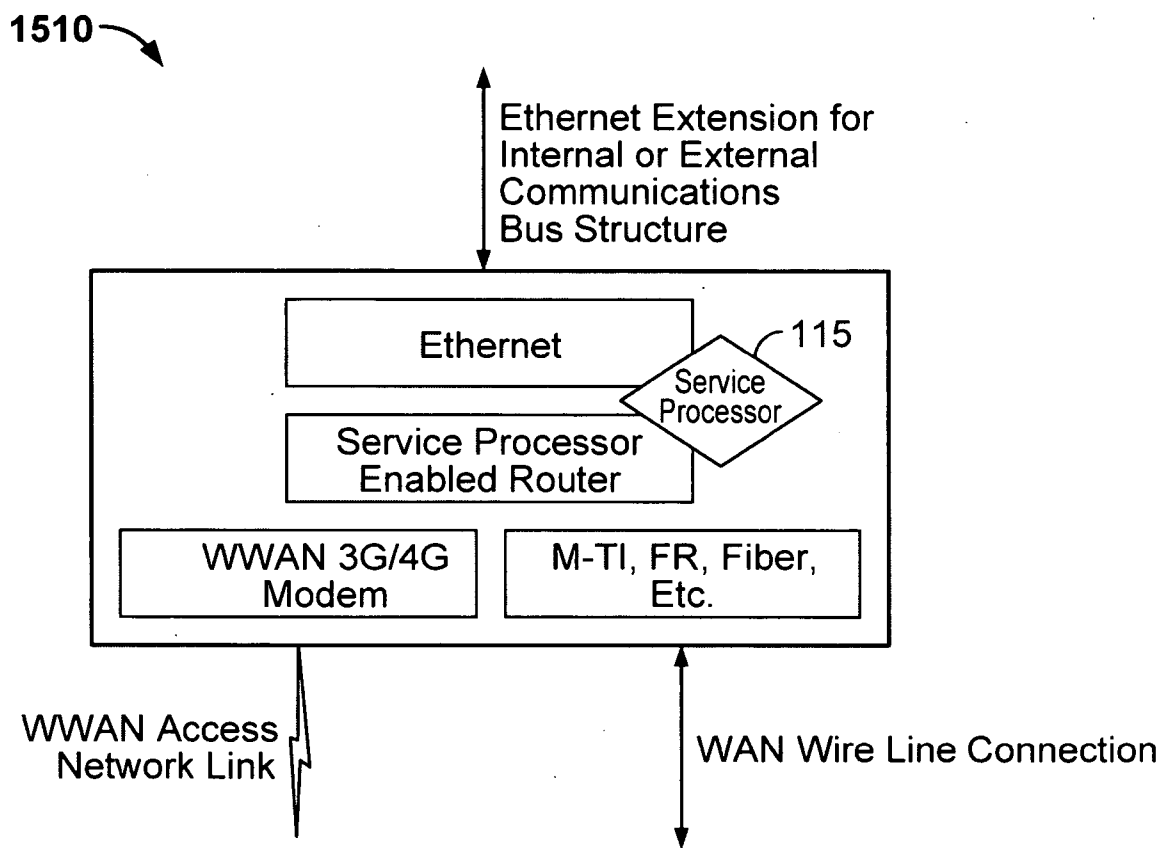 1510
Ethernet Extension for
Internal or External
Communications
Bus Structure
Ethernet
115
Service
Processor
Service Processor
Enabled Router
WWAN 3G/4G
Modem
M-TI, FR, Fiber,
Etc.
WWAN Access
Network Link
WAN Wire Line Connection